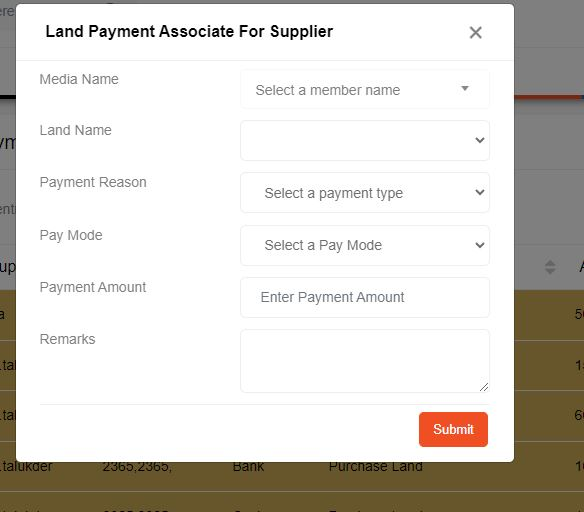 Land Payment Associate For Supplier
Media Name
Select a member name
Land Name
Payment Reason
Select a payment type
Pay Mode
Select a Pay Mode
Payment Amount
Enter Payment Amount
Remarks
Submit
talukder 2365,2365, Bank Purchase Land